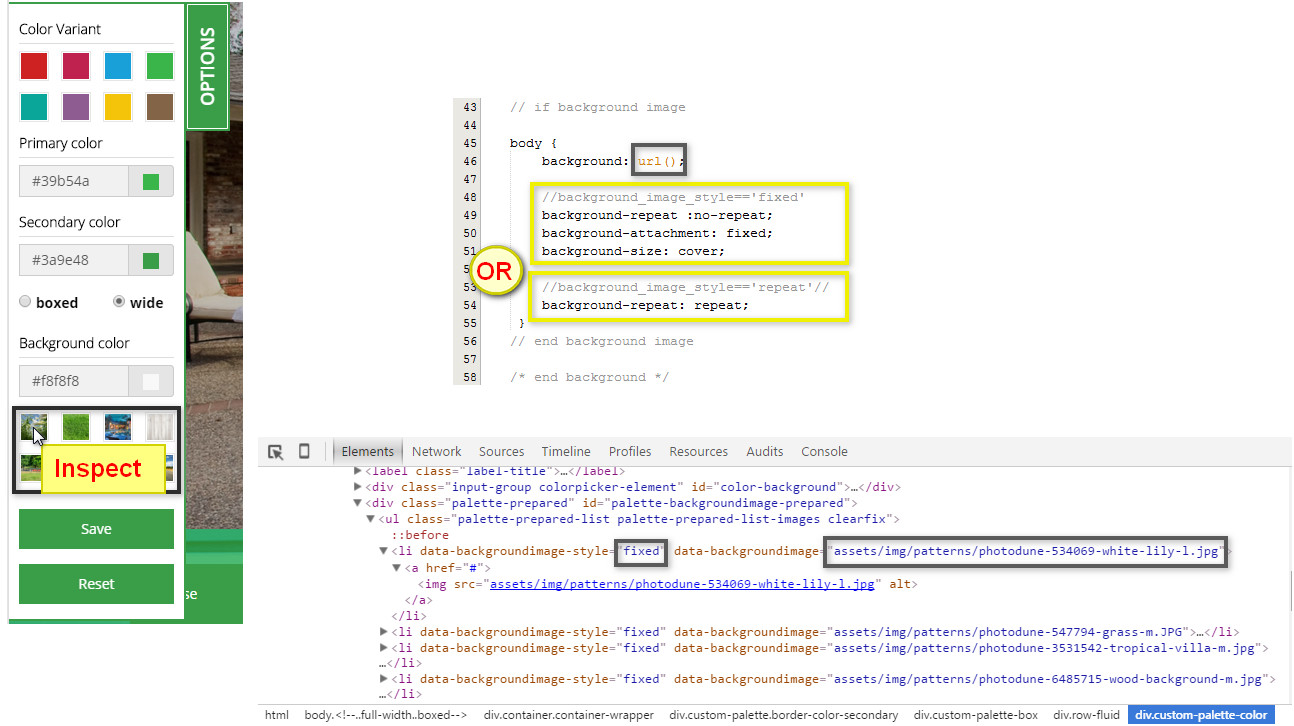 Color Variant
OPTIONS
Primary color
#39b54a
Secondary color
#3a9e48
boxed wide
Background color
#f8f8f8
Inspect
Save
Reset
se
43 // if background image
44
45 body {
46 background: url();
47
48 //background_image_style=='fixed'
49 background-repeat :no-repeat;
50 background-attachment: fixed;
51 background-size: cover;
5
OR
53 //background_image_style=='repeat'//
54 background-repeat: repeat;
55 }
56 // end background image
57
58 /* end background */
Elements Network Sources Timeline Profiles Resources Audits Console
▶<label class="label-title">…</label>
▶<div class="input-group colorpicker-element" id="color-background">…</div>
▼<div class="palette-prepared" id="palette-backgroundimage-prepared">
▼<ul class="palette-prepared-list palette-prepared-list-images clearfix">
::before
▼<li data-backgroundimage-style="fixed" data-backgroundimage="assets/img/patterns/photodune-534069-white-lily-l.jpg">
▼<a href="#">
<img src="assets/img/patterns/photodune-534069-white-lily-l.jpg" alt>
</a>
</li>
▶<li data-backgroundimage-style="fixed" data-backgroundimage="assets/img/patterns/photodune-547794-grass-m.JPG">…</li>
▶<li data-backgroundimage-style="fixed" data-backgroundimage="assets/img/patterns/photodune-3531542-tropical-villa-m.jpg">
…</li>
▶<li data-backgroundimage-style="fixed" data-backgroundimage="assets/img/patterns/photodune-6485715-wood-background-m.jpg">
…</li>
html body.<!--..full-width..boxed--> div.container.container-wrapper div.custom-palette.border-color-secondary div.custom-palette-box div.row-fluid div.custom-palette-color